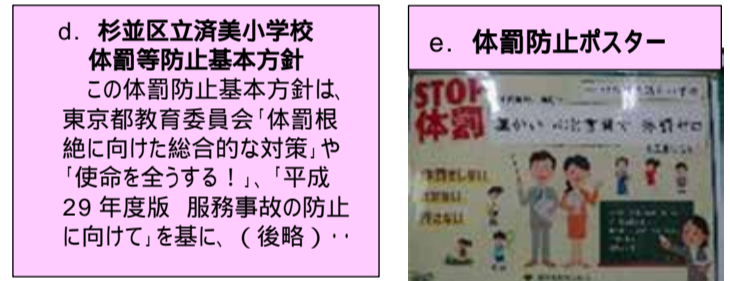 d. 杉並区立済美小学校
体罰等防止基本方針
この体罰防止基本方針は、
東京都教育委員会「体罰根
絶に向けた総合的な対策」や
「使命を全うする！」、「平成
29 年度版 服務事故の防止
に向けて」を基に、（後略）‥
e. 体罰防止ポスター
STOP
体罰